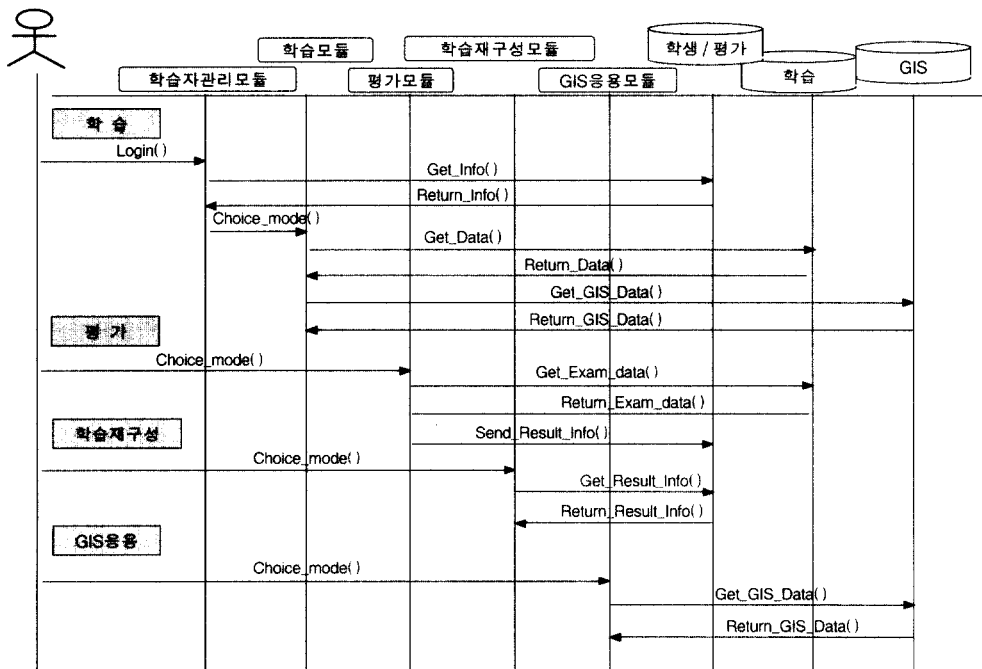 학습모듈
학습재구성모듈
학생 / 평가
GIS
학습자관리모듈
평가모듈
GIS응용모듈
학습
학 습
Login( )
Get_Info( )
Return_Info( )
Choice_mode( )
Get_Data( )
Return_Data( )
Get_GIS_Data( )
Return_GIS_Data( )
평 가
Choice_mode( )
Get_Exam_data( )
Return_Exam_data( )
학습재구성
Send_Result_Info( )
Choice_mode( )
Get_Result_Info( )
Return_Result_Info( )
GIS응용
Choice_mode( )
Get_GIS_Data( )
Return_GIS_Data( )